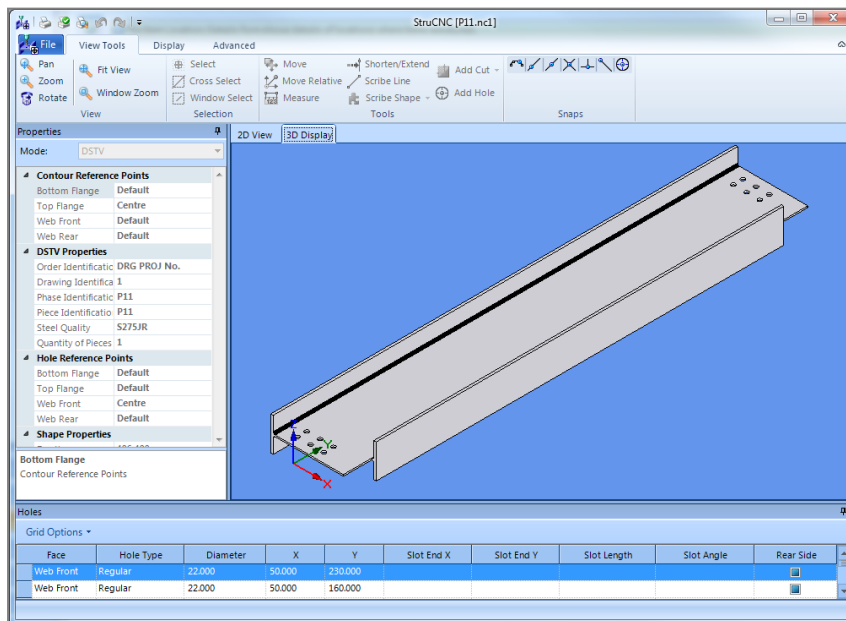 StruCNC [P11.nc1]
File View Tools Display Advanced
Pan Fit View Select Move Shorten/Extend Add Cut
Zoom Cross Select Move Relative Scribe Line
Rotate Window Zoom Window Select Measure Scribe Shape Add Hole
View Selection Tools Snaps
Properties 2D View 3D Display
Mode: DSTV
Contour Reference Points
Bottom Flange Default
Top Flange Centre
Web Front Default
Web Rear Default
DSTV Properties
Order Identificatic DRG PROJ No.
Drawing Identifica 1
Phase Identificatic P11
Piece Identificatio P11
Steel Quality S275JR
Quantity of Pieces 1
Hole Reference Points
Bottom Flange Default
Top Flange Default
Web Front Centre
Web Rear Default
Shape Properties
Bottom Flange
Contour Reference Points
Z
Y
X
Holes
Grid Options
Face Hole Type Diameter X Y Slot End X Slot End Y Slot Length Slot Angle Rear Side
Web Front Regular 22.000 50.000 230.000
Web Front Regular 22.000 50.000 160.000